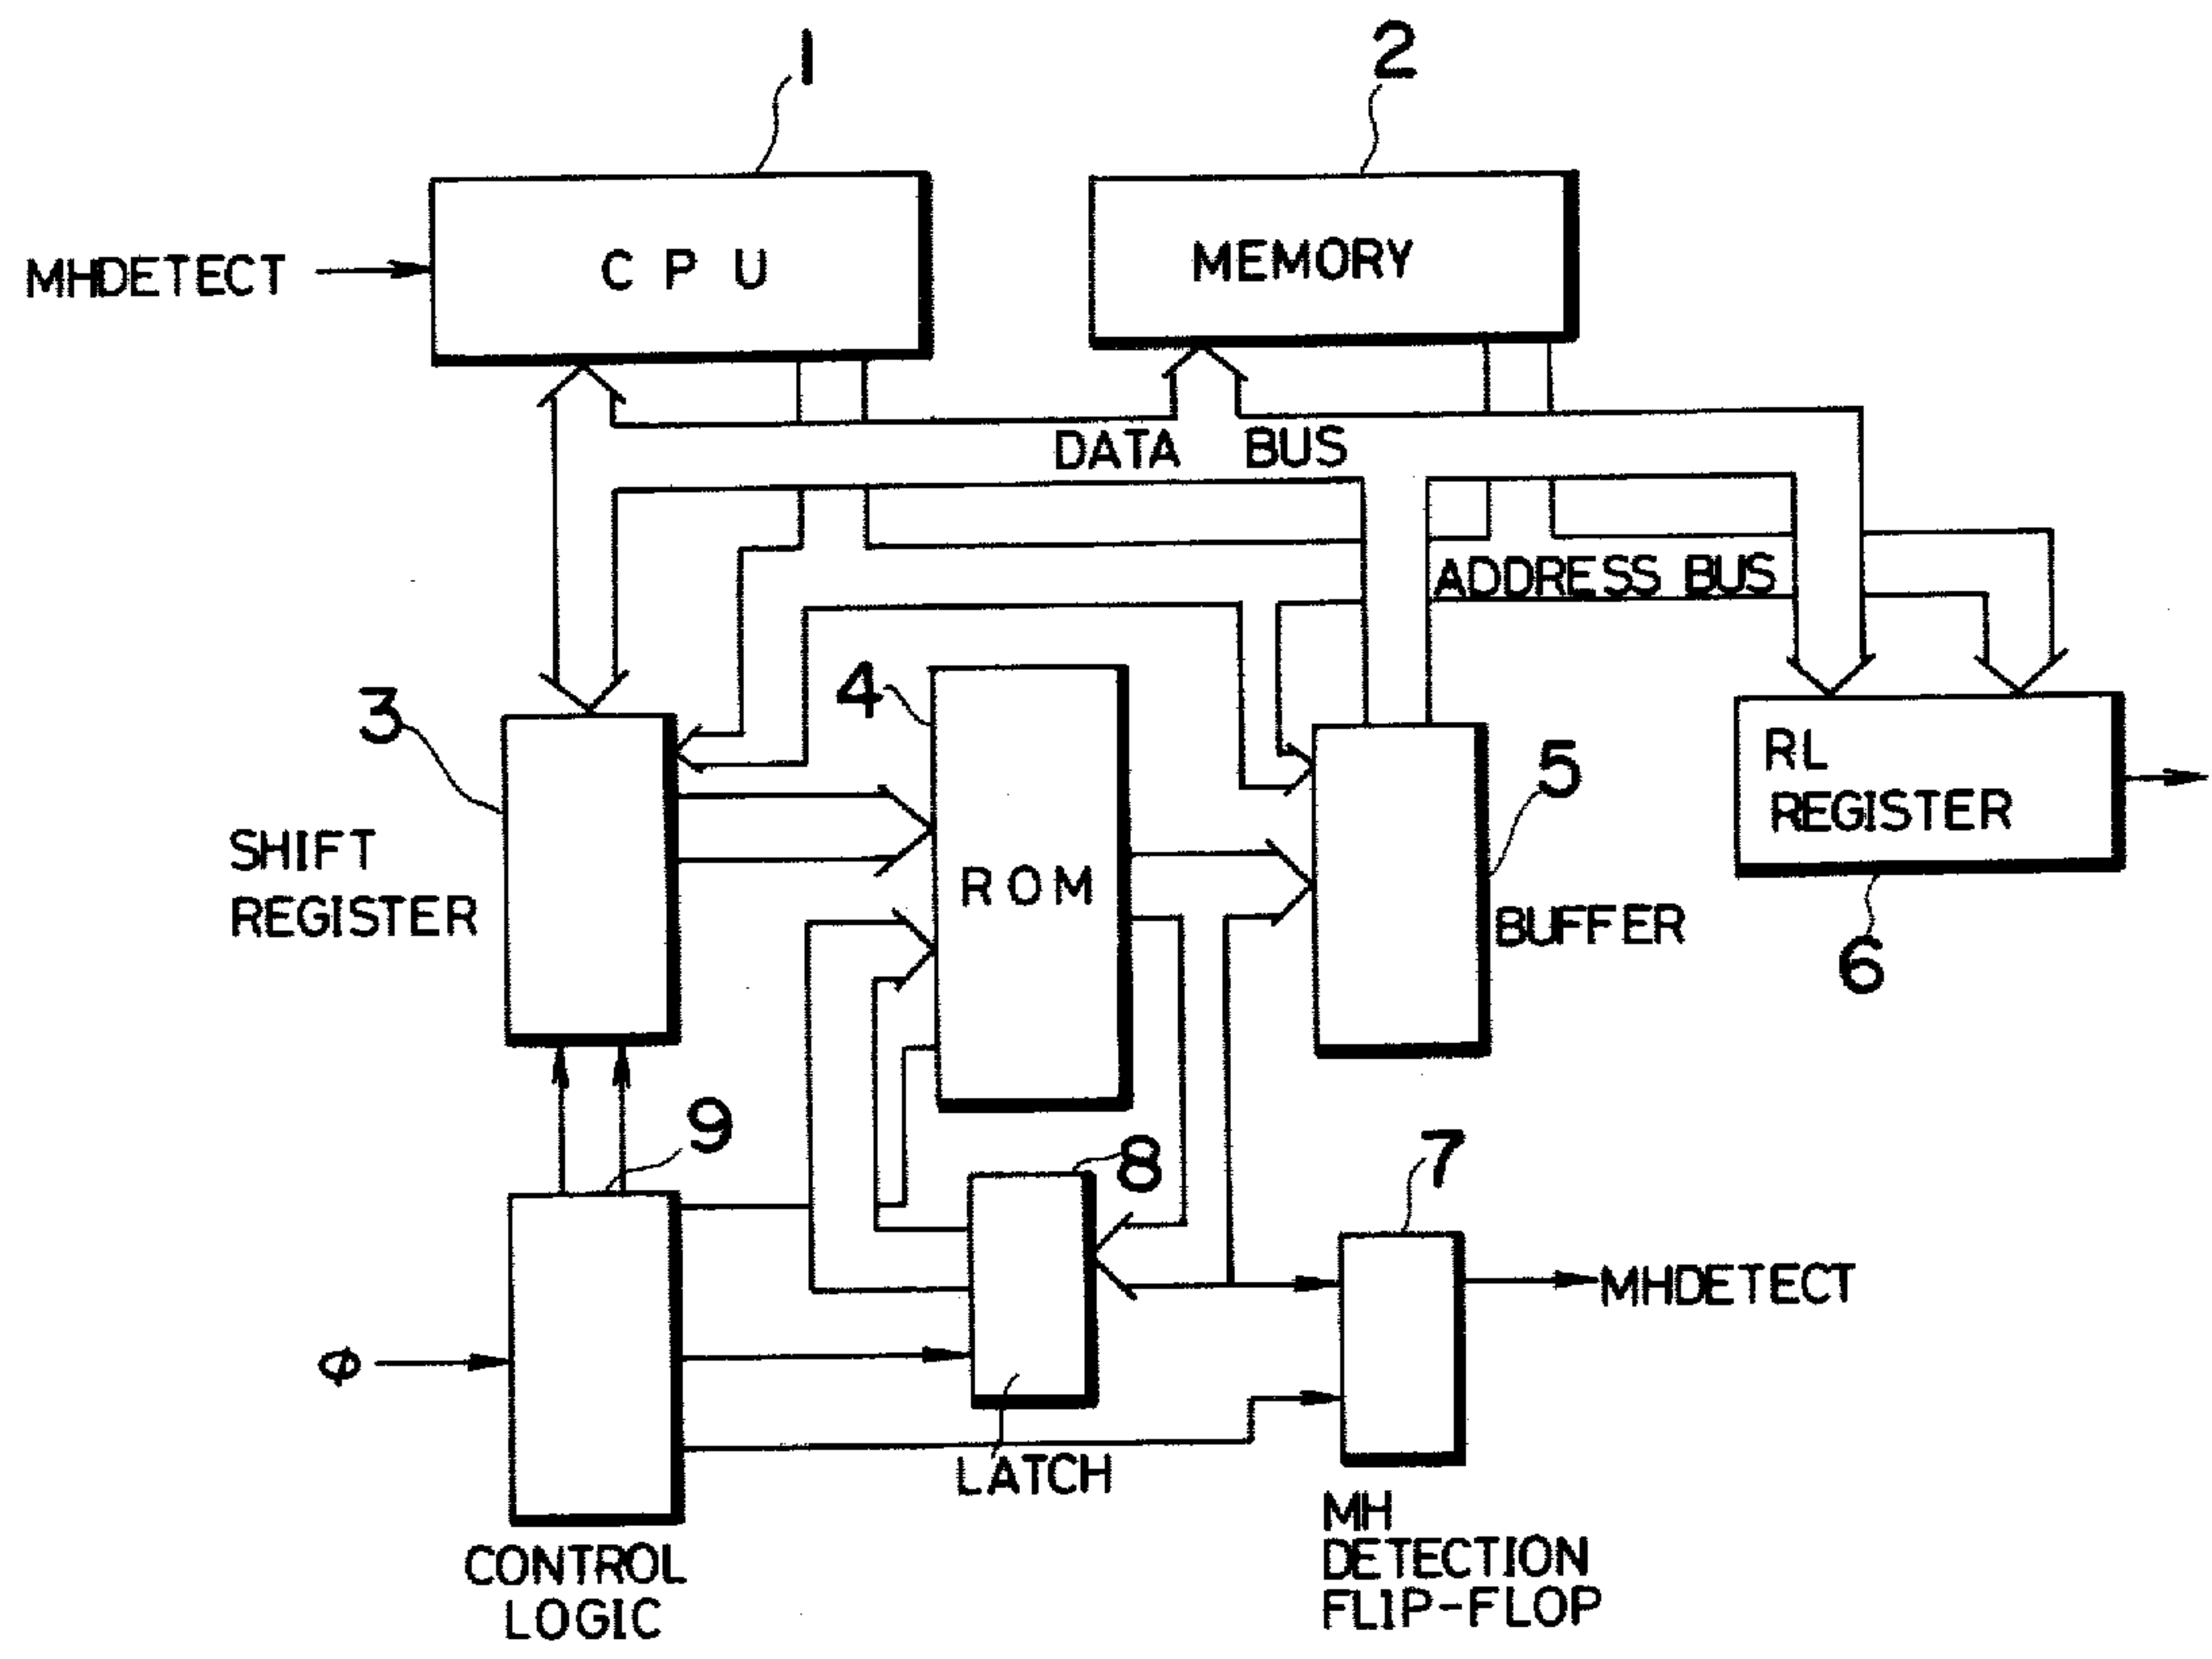 1
2
MHDETECT
C P U
MEMORY
DATA BUS
ADDRESS BUS
3
4
5
SHIFT
REGISTER
ROM
BUFFER
RL
REGISTER
6
9
8
7
MHDETECT
Φ
LATCH
CONTROL
LOGIC
MH
DETECTION
FLIP-FLOP